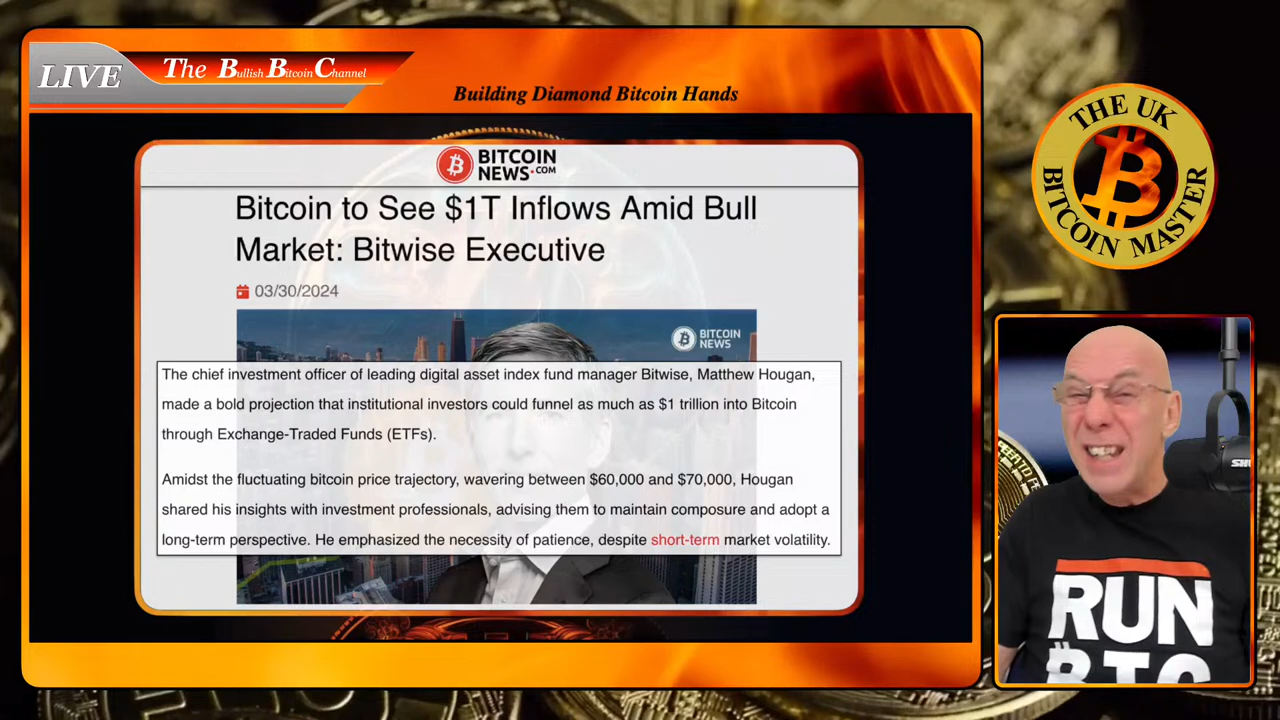 LIVE
The Bullish Bitcoin Channel
Building Diamond Bitcoin Hands
THE UK
BITCOIN MASTER
BITCOIN
NEWS.COM
Bitcoin to See $1T Inflows Amid Bull
Market: Bitwise Executive
03/30/2024
BITCOIN
NEWS
The chief investment officer of leading digital asset index fund manager Bitwise, Matthew Hougan,
made a bold projection that institutional investors could funnel as much as $1 trillion into Bitcoin
through Exchange-Traded Funds (ETFs).
Amidst the fluctuating bitcoin price trajectory, wavering between $60,000 and $70,000, Hougan
shared his insights with investment professionals, advising them to maintain composure and adopt a
long-term perspective. He emphasized the necessity of patience, despite short-term market volatility.
RUN
BTC